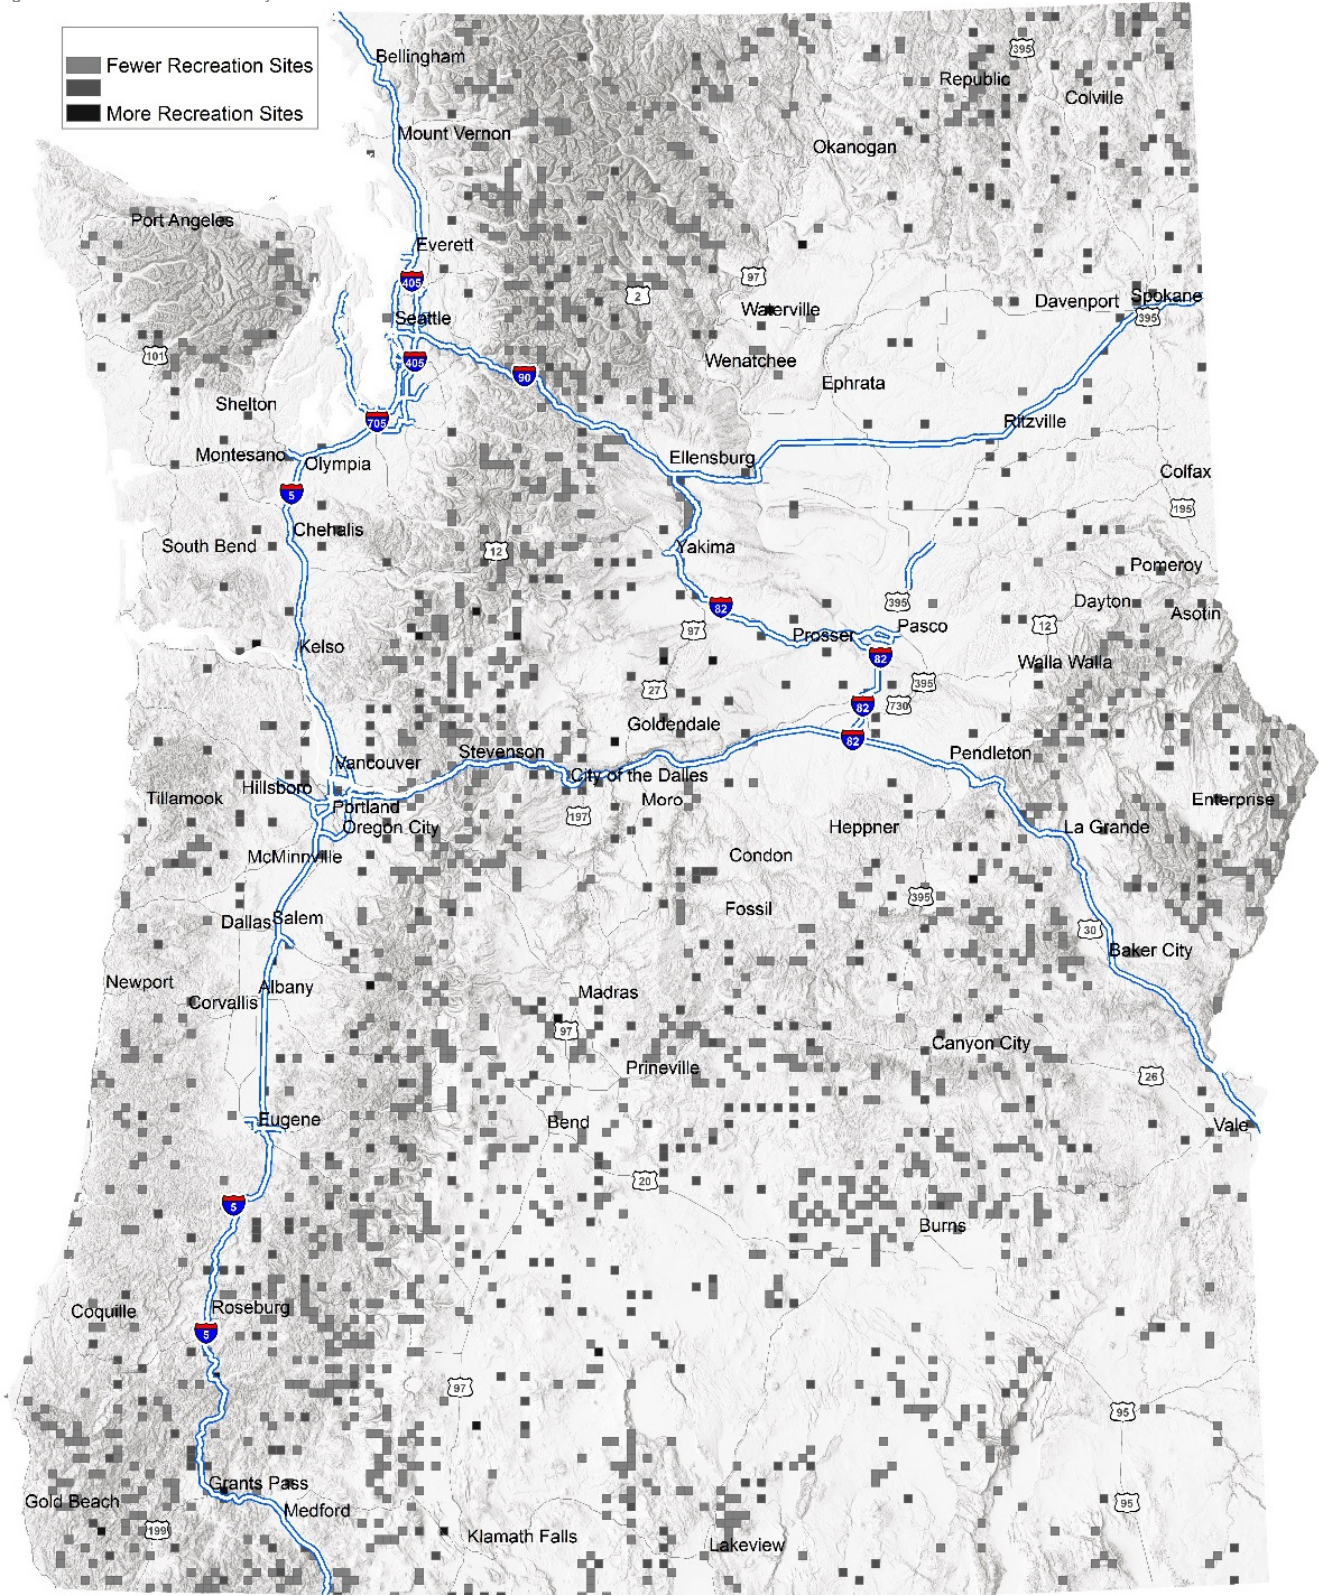 Bellingham
Fewer Recreation Sites
More Recreation Sites
395
Republic
Colville
Mount Vernon
Okanogan
Port Angeles
Everett
405
97
2
Waterville
Davenport
Spokane
395
Seattle
101
405
90
Wenatchee
Ephrata
Shelton
705
Ritzville
Montesano
Olympia
Ellensburg
Colfax
5
195
Chehalis
South Bend
12
Yakima
Pomeroy
82
395
Dayton
Asotin
97
Prosser
Pasco
12
Kelso
82
Walla Walla
27
395
82
730
Goldendale
82
Stevenson
Pendleton
Vancouver
City of the Dalles
Hillsboro
Tillamook
Portland
Moro
Enterprise
197
Oregon City
Heppner
La Grande
McMinnville
Condon
395
Dallas
Salem
Fossil
30
Baker City
Newport
Albany
Corvallis
Madras
97
Canyon City
Prineville
26
Eugene
Bend
Vale
20
5
Burns
Coquille
Roseburg
5
97
95
Grants Pass
Gold Beach
Medford
95
199
Klamath Falls
Lakeview